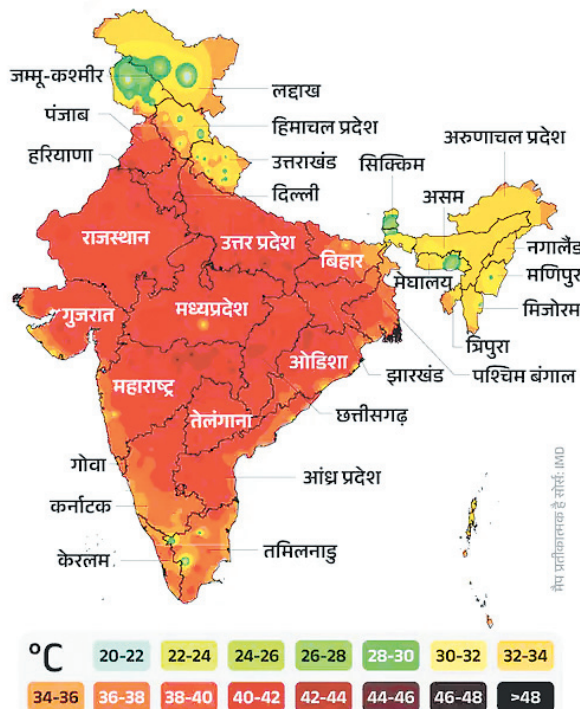 जम्मू-कश्मीर
लद्दाख
पंजाब
हिमाचल प्रदेश
हरियाणा
उत्तराखंड
दिल्ली
सिक्किम
अरुणाचल प्रदेश
असम
राजस्थान
उत्तर प्रदेश
बिहार
नगालैंड
मेघालय
मणिपुर
गुजरात
मध्यप्रदेश
मिजोरम
त्रिपुरा
ओडिशा
झारखंड
पश्चिम बंगाल
महाराष्ट्र
छत्तीसगढ़
तेलंगाना
गोवा
आंध्र प्रदेश
कर्नाटक
केरलम
तमिलनाडु
मैप प्रतीकात्मक है सोर्स: IMD
°C 20-22 22-24 24-26 26-28 28-30 30-32 32-34
34-36 36-38 38-40 40-42 42-44 44-46 46-48 >48